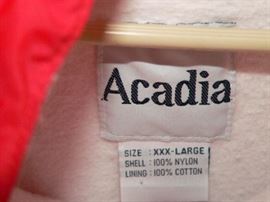 Acadia
SIZE : XXX-LARGE
SHELL : 100% NYLON
LINING : 100% COTTON